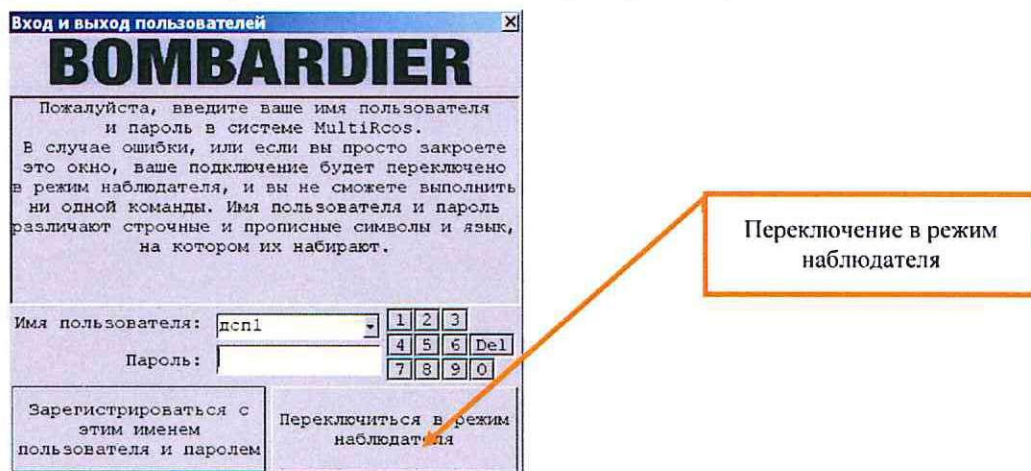 Вход и выход пользователей
BOMBARDIER
Пожалуйста, введите ваше имя пользователя
и пароль в системе MultiRcos.
В случае ошибки, или если вы просто закроете
это окно, ваше подключение будет переключено
в режим наблюдателя, и вы не сможете выполнить
ни одной команды. Имя пользователя и пароль
различают строчные и прописные символы и язык,
на котором их набирают.
Имя пользователя: дсп1
1 2 3
4 5 6 Del
Пароль:
7 8 9 0
Зарегистрироваться с
этим именем
пользователя и паролем
Переключиться в режим
наблюдателя
Переключение в режим
наблюдателя